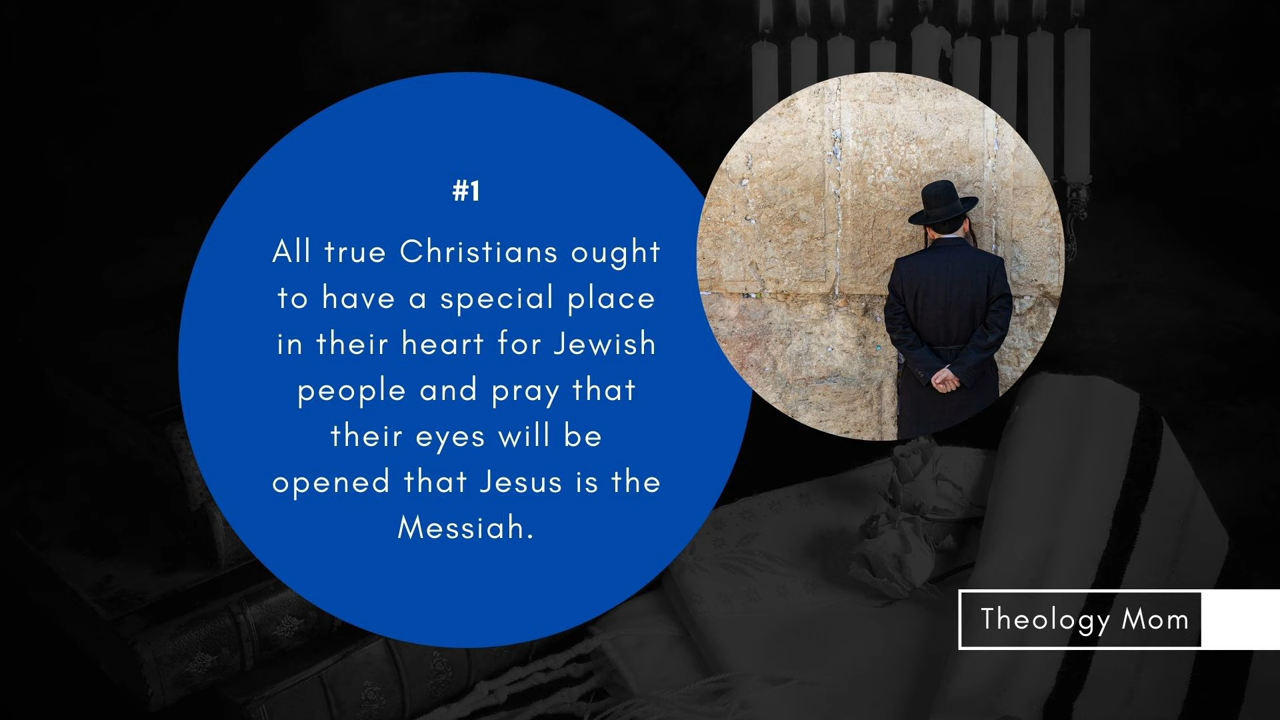 #1
All true Christians ought
to have a special place
in their heart for Jewish
people and pray that
their eyes will be
opened that Jesus is the
Messiah.
Theology Mom